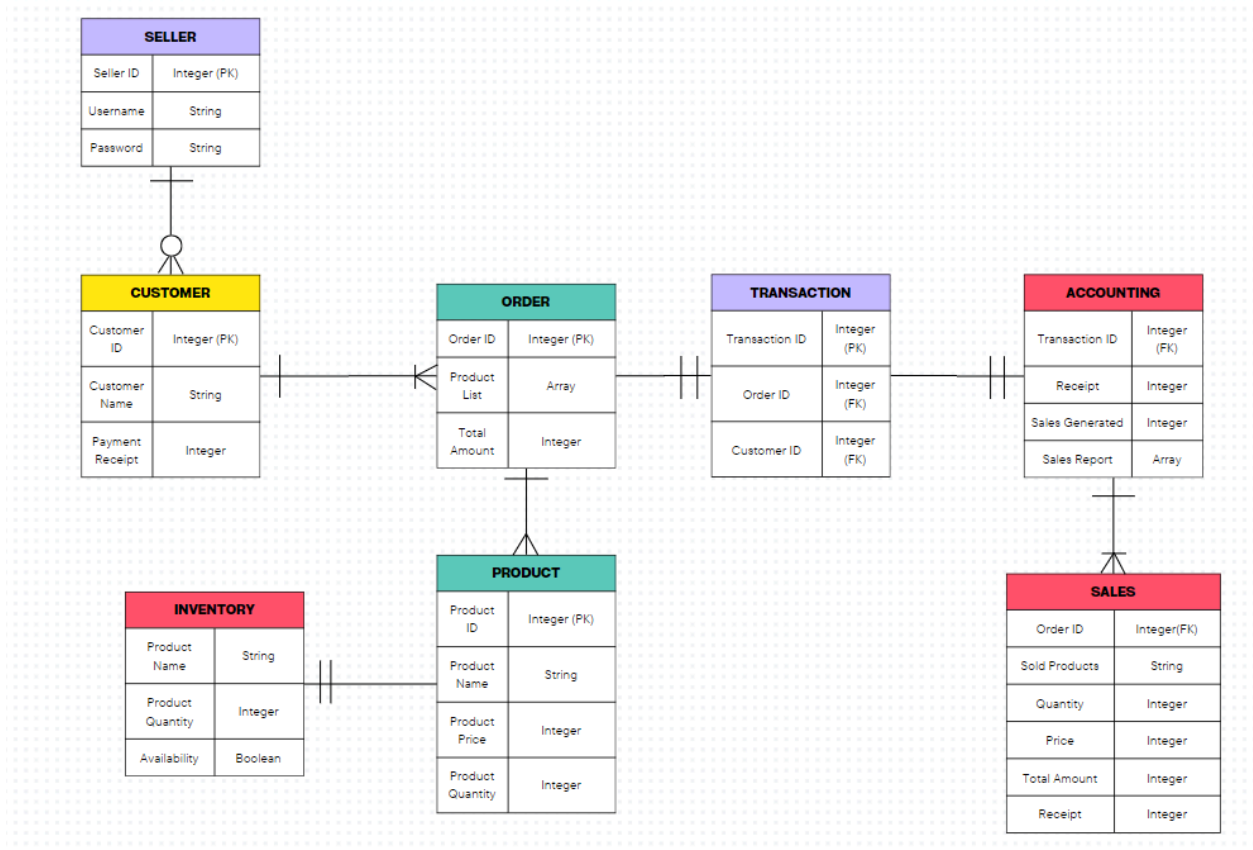 SELLER
Seller ID Integer (PK)
Username String
Password String
CUSTOMER
Customer
ID
Integer (PK)
Customer
Name
String
Payment
Receipt
Integer
ORDER
Order ID Integer (PK)
Product
List
Array
Total
Amount
Integer
TRANSACTION
Transaction ID
Integer
(PK)
Order ID
Integer
(FK)
Customer ID
Integer
(FK)
ACCOUNTING
Transaction ID
Integer
(FK)
Receipt Integer
Sales Generated Integer
Sales Report Array
INVENTORY
Product
Name
String
Product
Quantity
Integer
Availability Boolean
PRODUCT
Product
ID
Integer (PK)
Product
Name
String
Product
Price
Integer
Product
Quantity
Integer
SALES
Order ID Integer(FK)
Sold Products String
Quantity Integer
Price Integer
Total Amount Integer
Receipt Integer